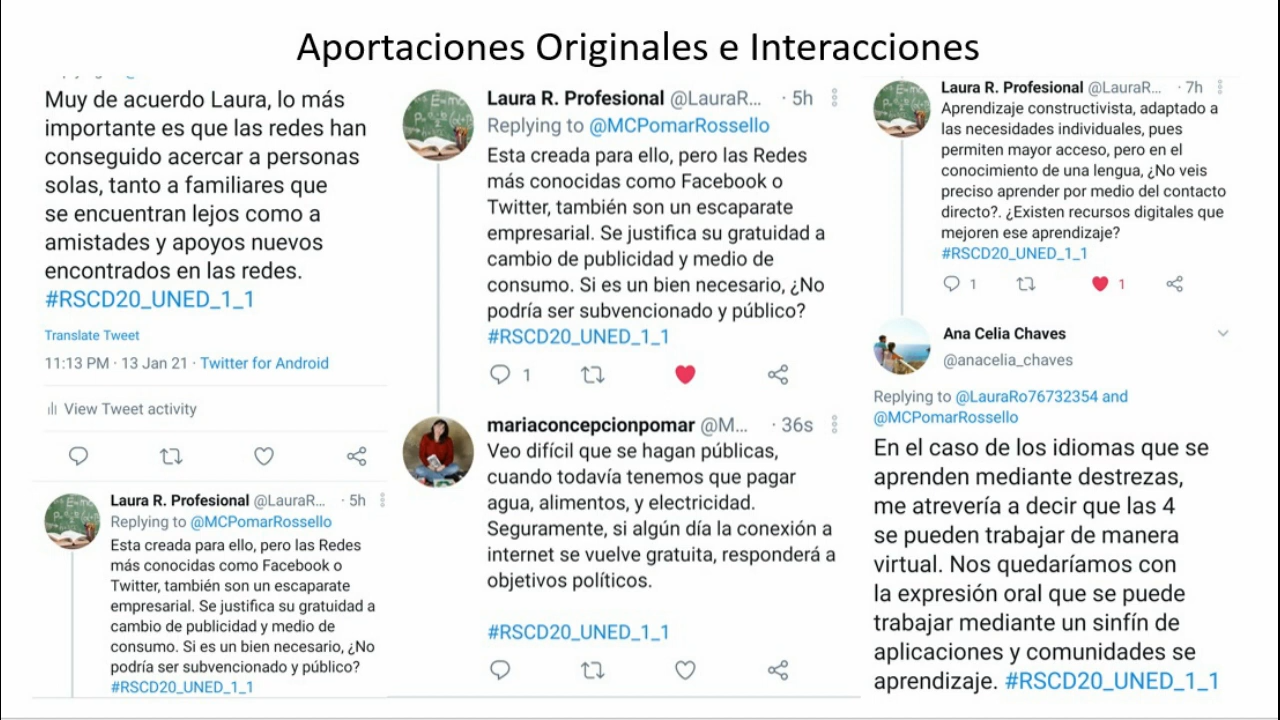 Aportaciones Originales e Interacciones
Muy de acuerdo Laura, lo más
importante es que las redes han
conseguido acercar a personas
solas, tanto a familiares que
se encuentran lejos como a
amistades y apoyos nuevos
encontrados en las redes.
#RSCD20_UNED_1_1
Translate Tweet
11:13 PM · 13 Jan 21 · Twitter for Android
View Tweet activity
Laura R. Profesional @LauraR... · 5h
Replying to @MCPomarRossello
Esta creada para ello, pero las Redes
más conocidas como Facebook o
Twitter, también son un escaparate
empresarial. Se justifica su gratuidad a
cambio de publicidad y medio de
consumo. Si es un bien necesario, ¿No
podría ser subvencionado y público?
#RSCD20_UNED_1_1
Laura R. Profesional @LauraR... · 5h
Replying to @MCPomarRossello
Esta creada para ello, pero las Redes
más conocidas como Facebook o
Twitter, también son un escaparate
empresarial. Se justifica su gratuidad a
cambio de publicidad y medio de
consumo. Si es un bien necesario, ¿No
podría ser subvencionado y público?
#RSCD20_UNED_1_1
1
mariaconcepcionpomar @M... · 36s
Veo difícil que se hagan públicas,
cuando todavía tenemos que pagar
agua, alimentos, y electricidad.
Seguramente, si algún día la conexión a
internet se vuelve gratuita, responderá a
objetivos políticos.
#RSCD20_UNED_1_1
Laura R. Profesional @LauraR... · 7h
Aprendizaje constructivista, adaptado a
las necesidades individuales, pues
permiten mayor acceso, pero en el
conocimiento de una lengua, ¿No veis
preciso aprender por medio del contacto
directo?. ¿Existen recursos digitales que
mejoren ese aprendizaje?
#RSCD20_UNED_1_1
1 1
Ana Celia Chaves
@anacelia_chaves
Replying to @LauraRo76732354 and
@MCPomarRossello
En el caso de los idiomas que se
aprenden mediante destrezas,
me atrevería a decir que las 4
se pueden trabajar de manera
virtual. Nos quedaríamos con
la expresión oral que se puede
trabajar mediante un sinfín de
aplicaciones y comunidades se
aprendizaje. #RSCD20_UNED_1_1